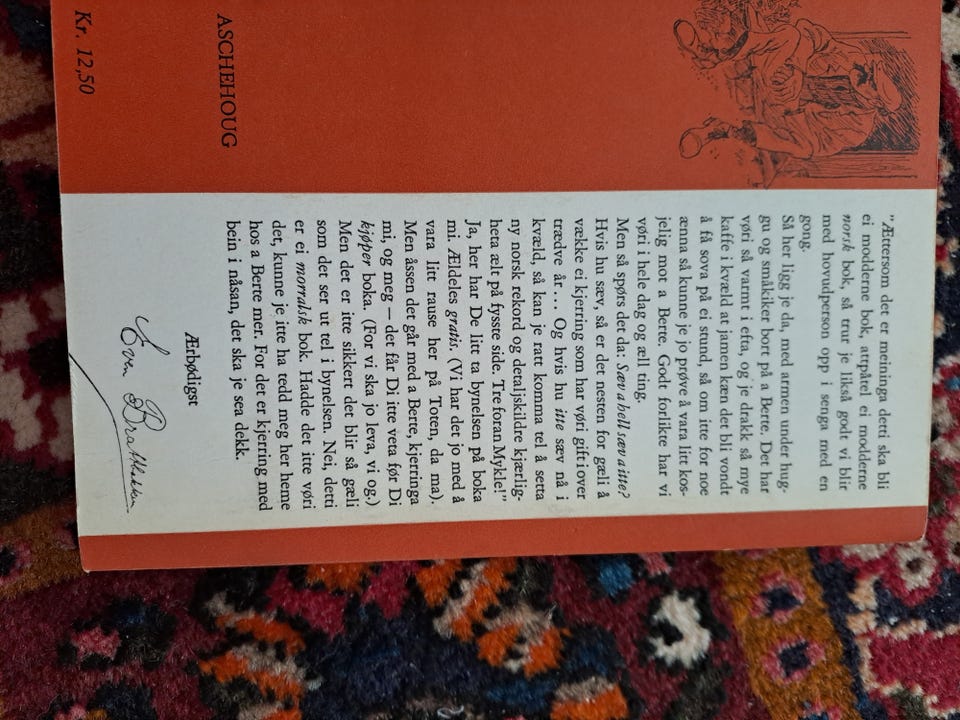 "Ættersom det er meininga detti ska bli
ei modderne bok, attpåtel ei modderne
norsk bok, så trur je likså godt vi blir
med hovudperson opp i senga med en
gong.
Så her ligg je da, med armen under hug-
gu og småkiker bort på a Berte. Det har
vøri så varmt i efta, og je drakk så mye
kaffe i kvæld at jamen kæn det bli vondt
å få sova på ei stund, så om itte for noe
ænna så kunne je jo prøve å vara litt kos-
jelig mot a Berte. Godt forlikte har vi
vøri i hele dag og æll ting.
Men så spørs det da: Sæv a hell sæv a itte?
Hvis hu sæv, så er det nesten for gæli å
vække ei kjerring som har vøri gift i over
trædve år.... Og hvis hu itte sæv nå i
kvæld, så kan je ratt komma tel å setta
ny norsk rekord og detaljskildre kjærlig-
heta ælt på fysste side. Tre foran Mykle!"
Ja, her har De litt ta bynelsen på boka
mi. Ældeles gratis. (Vi har det jo med å
vara litt rause her på Toten, da ma).
Men åssen det går med a Berte, kjerringa
mi, og meg — det får Di itte veta før Di
kjøper boka. (For vi ska jo leva, vi og.)
Men det er itte sikkert det blir så gæli
som det ser ut tel i bynelsen. Nei, detti
er ei morralsk bok. Hadde det itte vøri
det, kunne je itte ha tedd meg her heme
hos a Berte mer. For det er kjerring med
bein i nåsan, det ska je sea dekk.
Ærbødigst
Even Brattbakken
ASCHEHOUG
Kr. 12,50